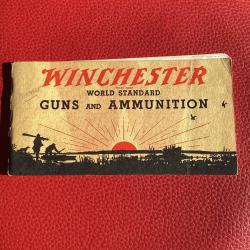 WINCHESTER
WORLD STANDARD
GUNS AND AMMUNITION